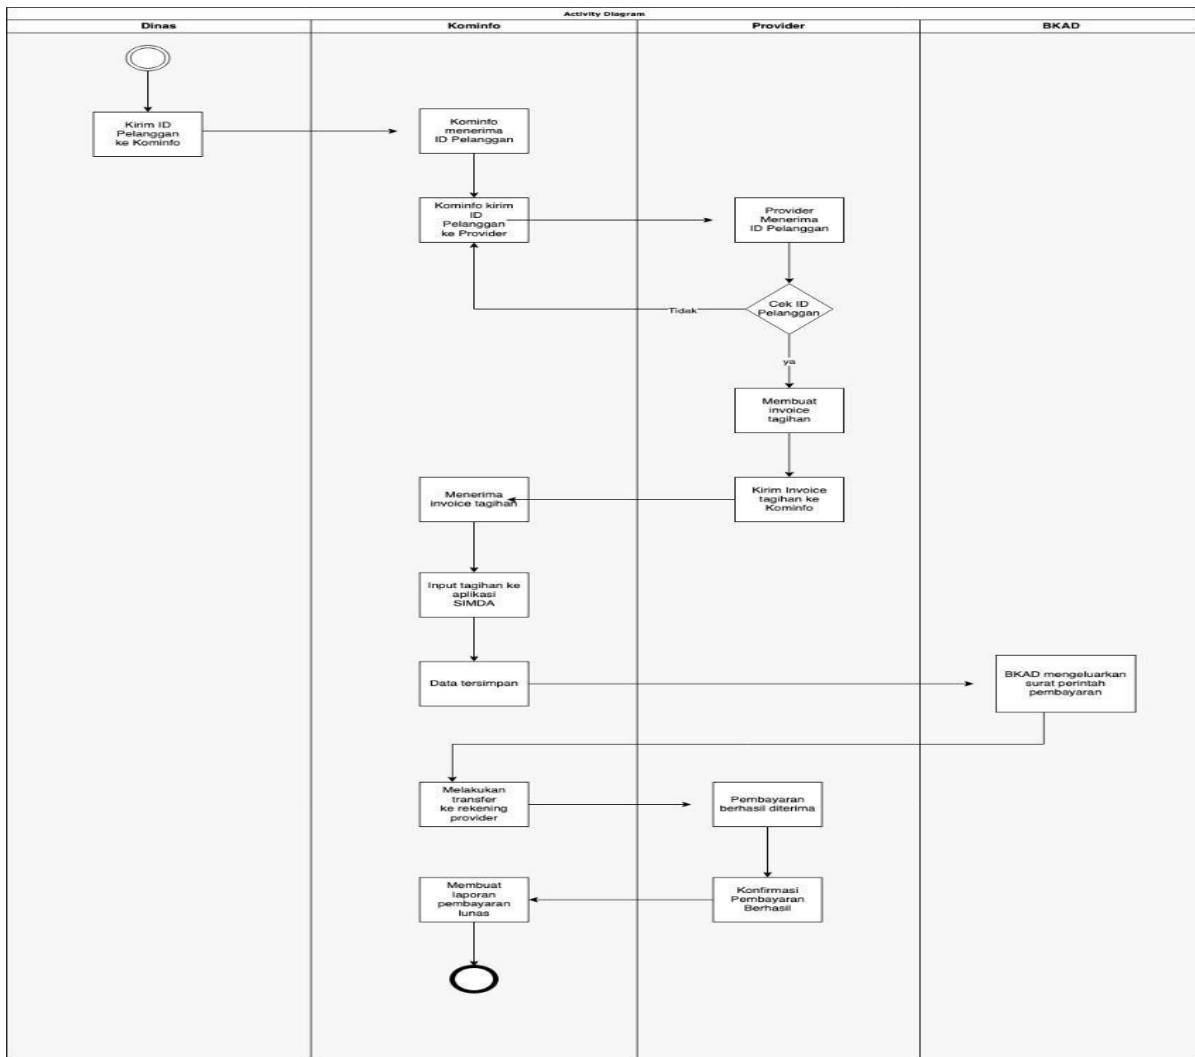 Activity Diagram
Dinas
Kominfo
Provider
BKAD
Kirim ID
Pelanggan
ke Kominfo
Kominfo
menerima
ID Pelanggan
Kominfo kirim
ID
Pelanggan
ke Provider
Provider
Menerima
ID Pelanggan
Cek ID
Pelanggan
Tidak
ya
Membuat
invoice
tagihan
Kirim Invoice
tagihan ke
Kominfo
Menerima
invoice tagihan
Input tagihan ke
aplikasi
SIMDA
Data tersimpan
BKAD mengeluarkan
surat perintah
pembayaran
Melakukan
transfer
ke rekening
provider
Pembayaran
berhasil diterima
Konfirmasi
Pembayaran
Berhasil
Membuat
laporan
pembayaran
lunas